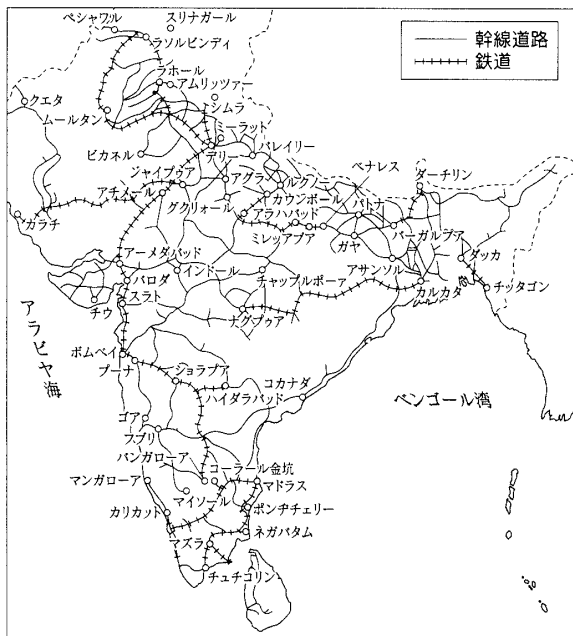 ペシャワル
スリナガール
ラソルピンディ
幹線道路
鉄道
ラホール
アムリッツァー
クエタ
シムラ
ムールタン
ミーラット
ビカネル
デリー
バレイリー
ジャイプゥア
ベナレス
ダーチリン
アグラ
ルクノー
アチメール
カウンポール
パトナ
カラチ
グクリォール
アラハバッド
ミレッアプア
ガヤ
バーガルプア
アーメダバッド
インドール
アサンソル
ダッカ
バロダ
チャップルポーァ
カルカタ
チッタゴン
スラト
チウ
ナグプゥア
アラビヤ海
ボムベイ
プーナ
ショラプア
コカナダ
ハイダラバッド
ベンゴール湾
ゴア
フブリ
バンガローア
コーラール金坑
マンガローア
マドラス
マイソール
ポンヂチェリー
カリカット
ネガパタム
マズラ
チュチコリン